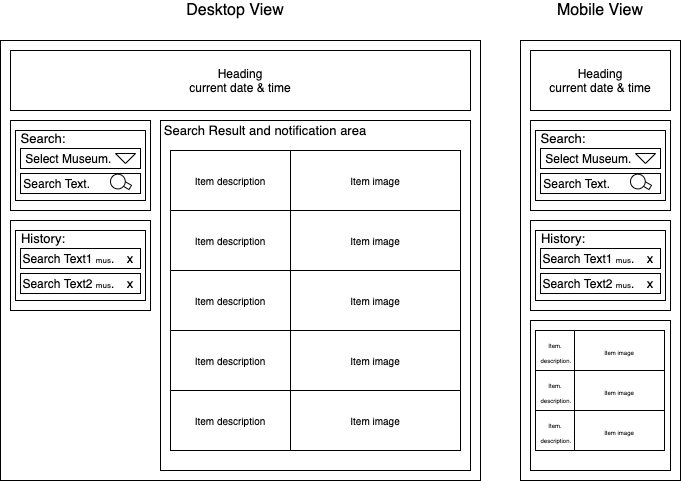 Desktop View
Heading
current date & time
Search:
Select Museum.
Search Text.
History:
Search Text1 mus. x
Search Text2 mus. x
Search Result and notification area
Item description Item image
Item description Item image
Item description Item image
Item description Item image
Item description Item image
Mobile View
Heading
current date & time
Search:
Select Museum.
Search Text.
History:
Search Text1 mus. x
Search Text2 mus. x
Item.
description.
Item image
Item.
description.
Item image
Item.
description.
Item image